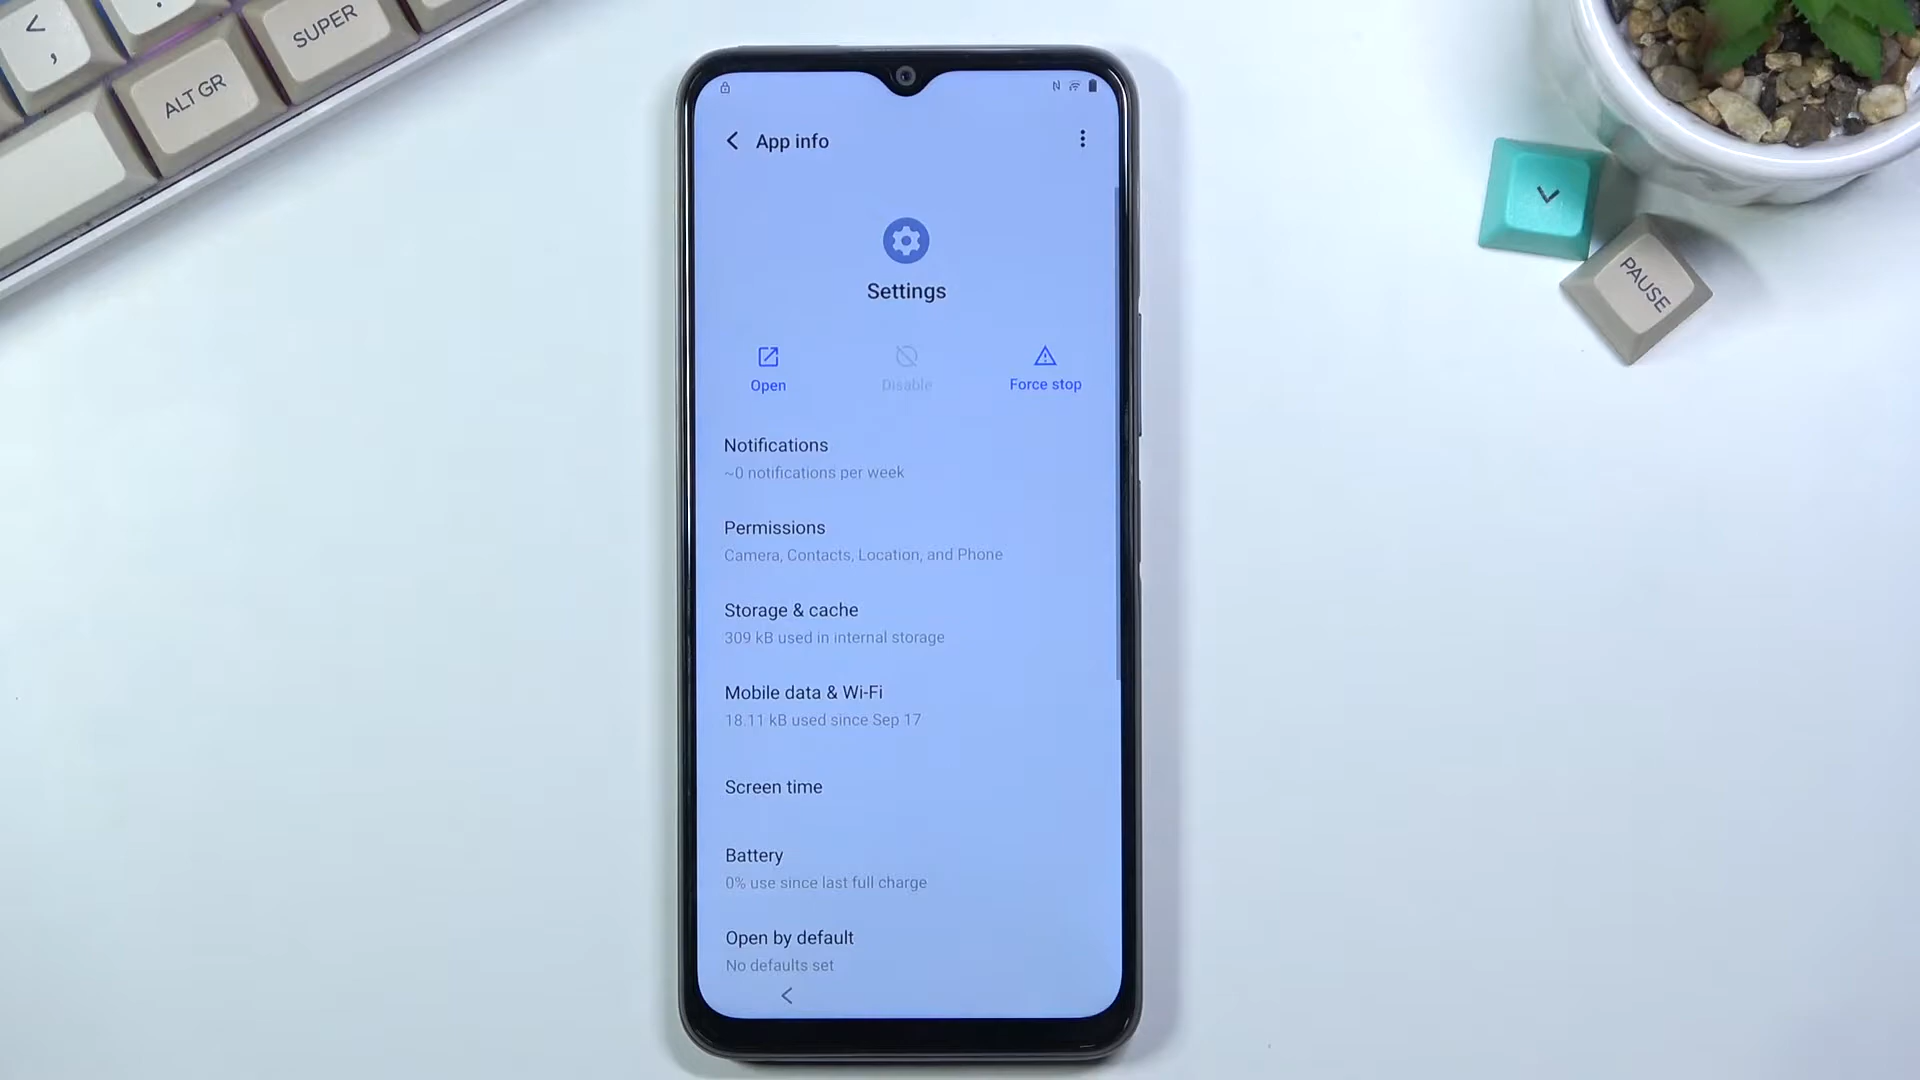 <
,
ALT GR
SUPER
App info
Settings
Open
Disable
Force stop
Notifications
~0 notifications per week
Permissions
Camera, Contacts, Location, and Phone
Storage & cache
309 kB used in internal storage
Mobile data & Wi-Fi
18.11 kB used since Sep 17
Screen time
Battery
0% use since last full charge
Open by default
No defaults set
PAUSE